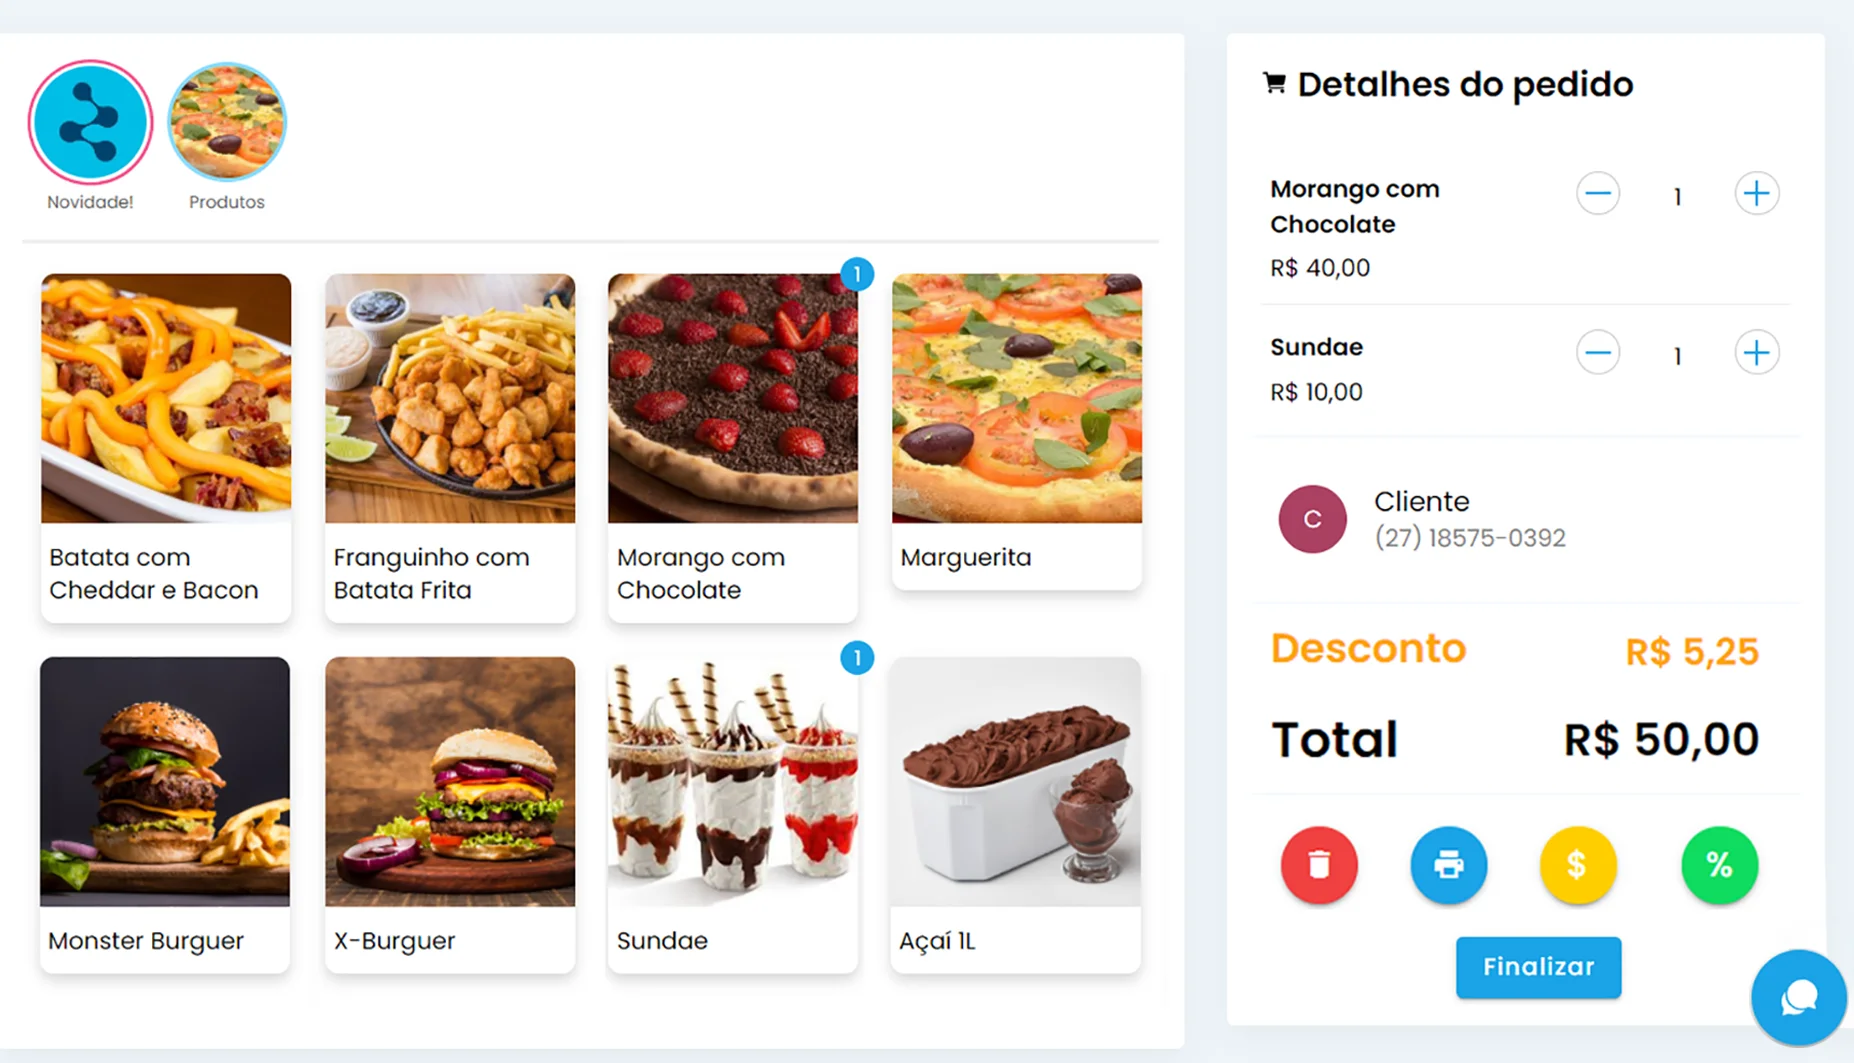 Novidade!
Produtos
1
Batata com
Cheddar e Bacon
Franguinho com
Batata Frita
Morango com
Chocolate
Marguerita
1
Monster Burguer
X-Burguer
Sundae
Açaí 1L
Detalhes do pedido
Morango com
Chocolate
1
R$ 40,00
Sundae
1
R$ 10,00
C
Cliente
(27) 18575-0392
Desconto R$ 5,25
Total R$ 50,00
$ %
Finalizar